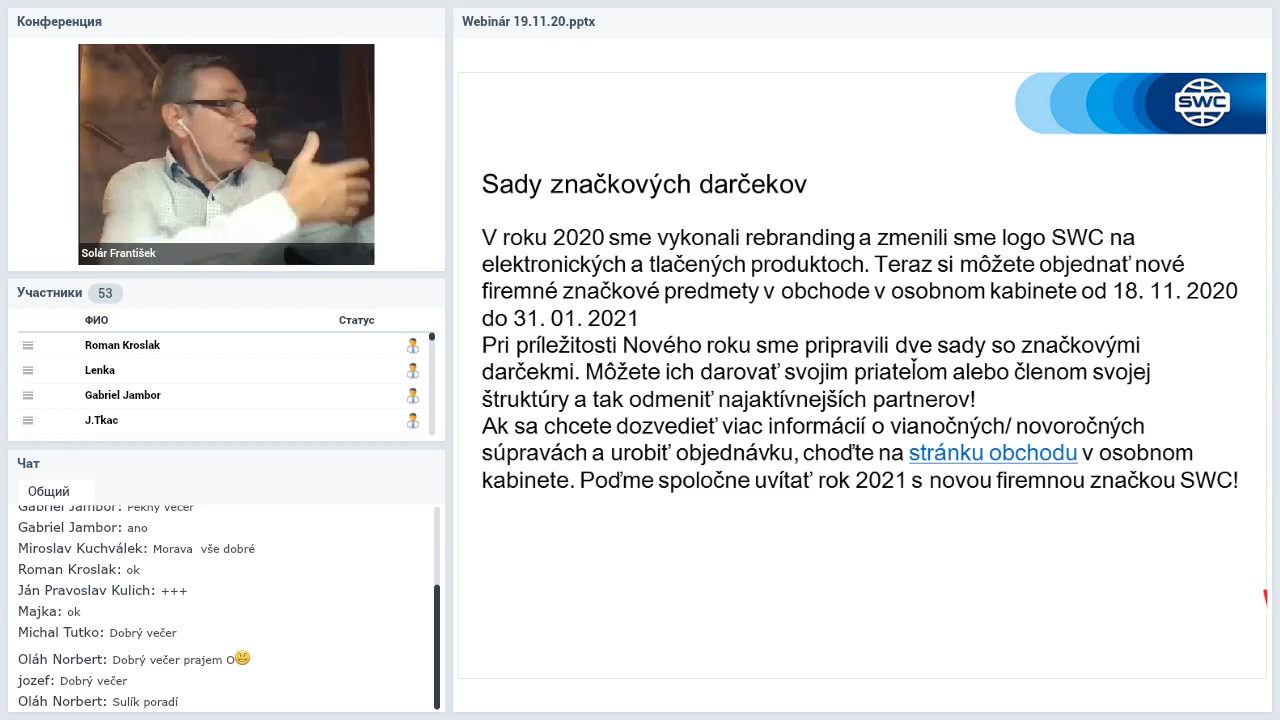 Конференция
Solár František
Участники 53
ФИО Статус
Roman Kroslak
Lenka
Gabriel Jambor
J.Tkac
Чат
Общий
Gabriel Jambor: Pekný večer
Gabriel Jambor: ano
Miroslav Kuchválek: Morava vše dobré
Roman Kroslak: ok
Ján Pravoslav Kulich: +++
Majka: ok
Michal Tutko: Dobrý večer
Oláh Norbert: Dobrý večer prajem O
jozef: Dobrý večer
Oláh Norbert: Sulík poradí
Webinár 19.11.20.pptx
SWC
Sady značkových darčekov
V roku 2020 sme vykonali rebranding a zmenili sme logo SWC na
elektronických a tlačených produktoch. Teraz si môžete objednať nové
firemné značkové predmety v obchode v osobnom kabinete od 18. 11. 2020
do 31. 01. 2021
Pri príležitosti Nového roku sme pripravili dve sady so značkovými
darčekmi. Môžete ich darovať svojim priateľom alebo členom svojej
štruktúry a tak odmeniť najaktívnejších partnerov!
Ak sa chcete dozvedieť viac informácií o vianočných/ novoročných
súpravách a urobiť objednávku, choďte na stránku obchodu v osobnom
kabinete. Poďme spoločne uvítať rok 2021 s novou firemnou značkou SWC!